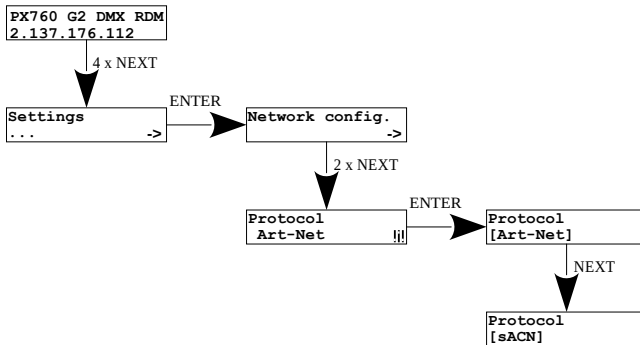 PX760 G2 DMX RDM
2.137.176.112
4 x NEXT
Settings
... ->
ENTER
Network config.
->
2 x NEXT
Protocol
Art-Net
ENTER
Protocol
[Art-Net]
NEXT
Protocol
[sACN]